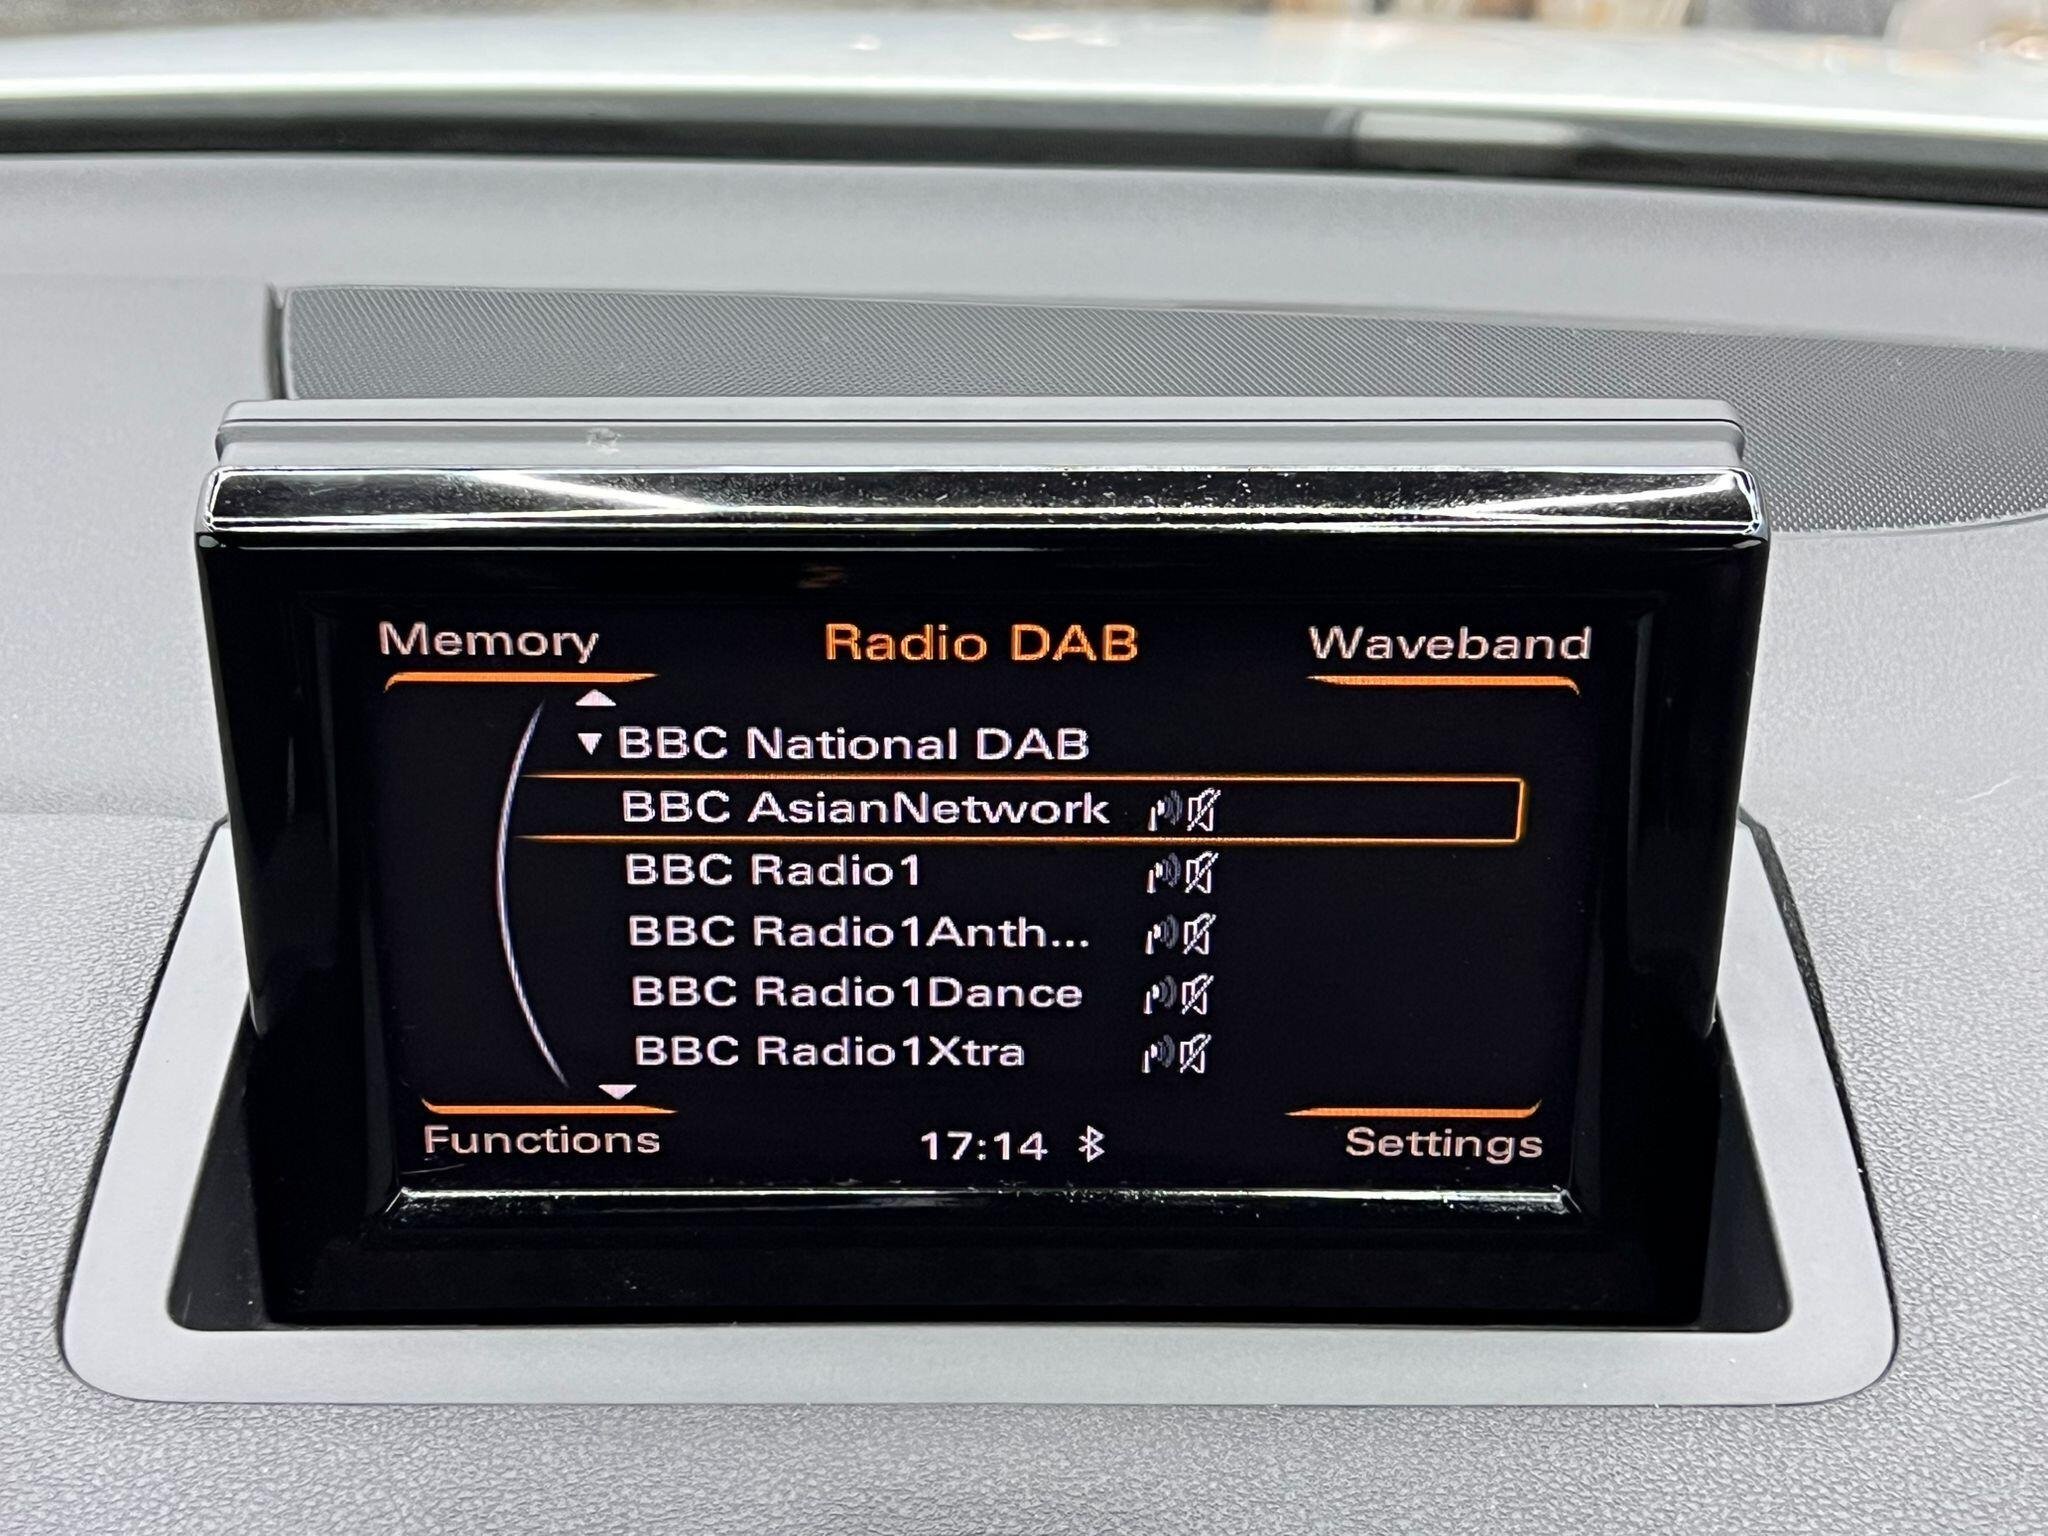 Memory Radio DAB Waveband
BBC National DAB
BBC AsianNetwork
BBC Radio1
BBC Radio1Anth...
BBC Radio1Dance
BBC Radio1Xtra
Functions 17:14 Settings